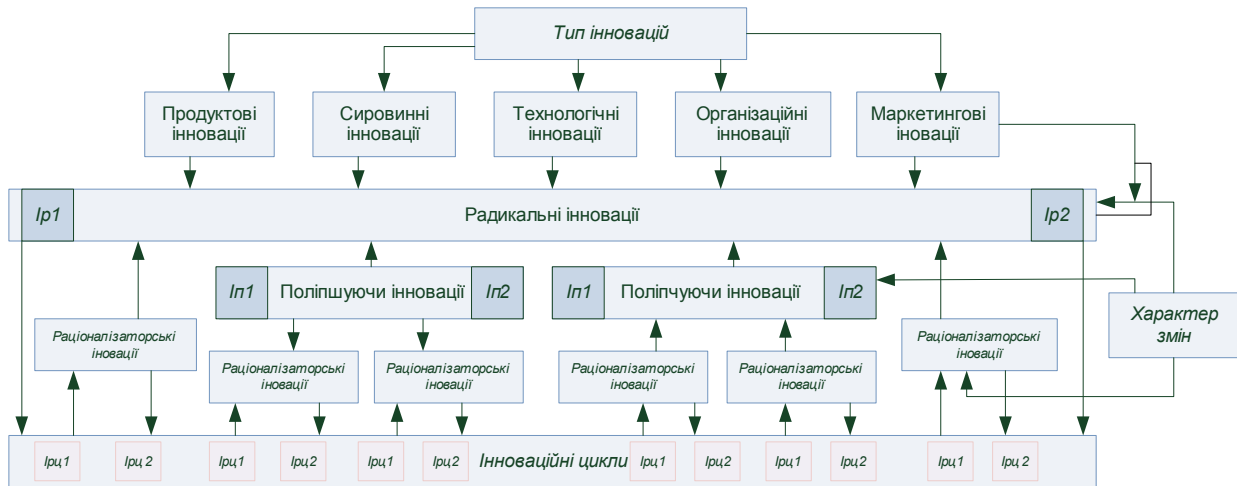 Тип інновацій
Продуктові
інновації
Сировинні
інновації
Технологічні
інновації
Організаційні
інновації
Маркетингові
іновації
Ір1
Радикальні інновації
Ір2
Іп1
Поліпшуючи інновації
Іп2
Іп1
Поліпчуючи інновації
Іп2
Характер
змін
Раціоналізаторські
іновації
Раціоналізаторські
іновації
Раціоналізаторські
іновації
Раціоналізаторські
іновації
Раціоналізаторські
іновації
Раціоналізаторські
іновації
Ірц1
Ірц 2
Ірц1
Ірц2
Ірц1
Ірц2
Інноваційні цикли
Ірц1
Ірц2
Ірц1
Ірц2
Ірц1
Ірц 2